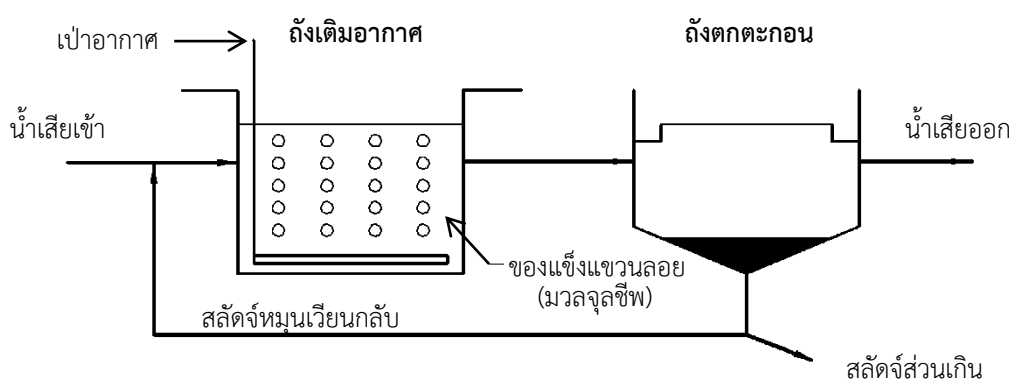 เป่าอากาศ
ถังเติมอากาศ
ถังตกตะกอน
น้ำเสียเข้า
น้ำเสียออก
ของแข็งแขวนลอย
(มวลจุลชีพ)
สลัดจ์หมุนเวียนกลับ
สลัดจ์ส่วนเกิน